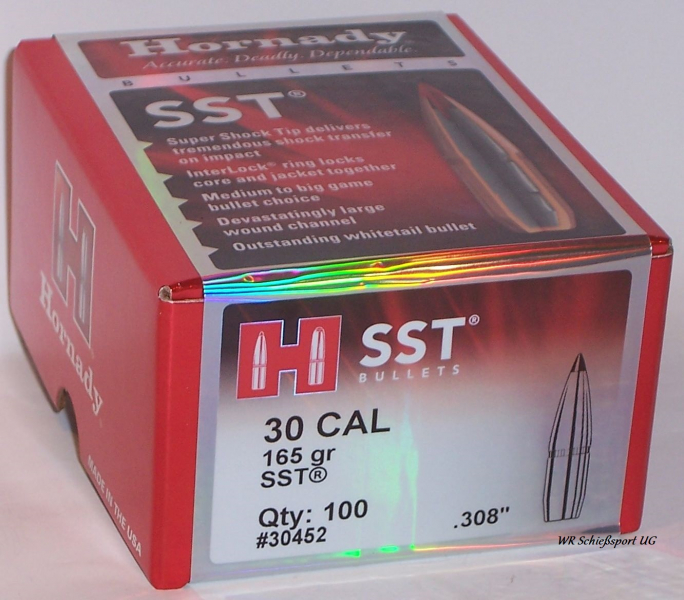 Hornady
Accurate. Deadly. Dependable.
BULLETS
SST®
Super Shock Tip delivers
tremendous shock transfer
on impact
InterLock® ring locks
core and jacket together
Medium to big game
bullet choice
Devastatingly large
wound channel
Outstanding whitetail bullet
H
Hornady
MADE IN THE USA
H
SST®
BULLETS
30 CAL
165 gr
SST®
Qty: 100
#30452
.308"
WR Schießsport UG